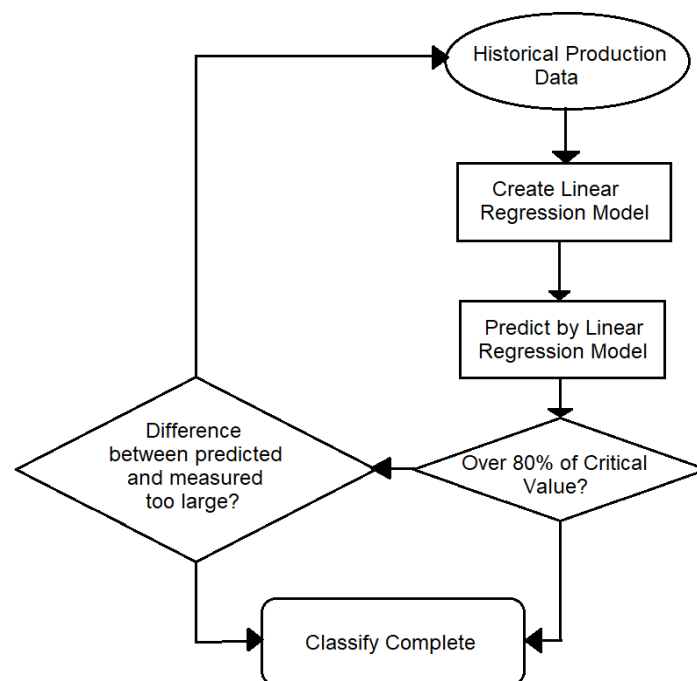 Historical Production
Data
Create Linear
Regression Model
Predict by Linear
Regression Model
Over 80% of Critical
Value?
Difference
between predicted
and measured
too large?
Classify Complete